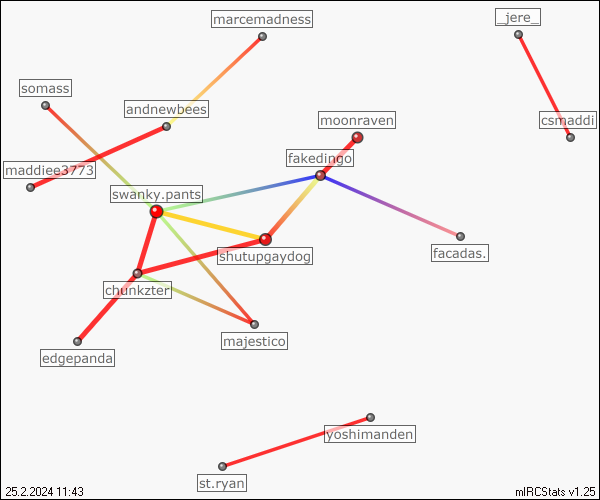 marcemadness
_jere_
somass
andnewbees
moonraven
csmaddi
fakedingo
maddiee3773
swanky.pants
shutupgaydog
facadas.
chunkzter
majestico
edgepanda
yoshimanden
st.ryan
25.2.2024 11:43
mIRCStats v1.25